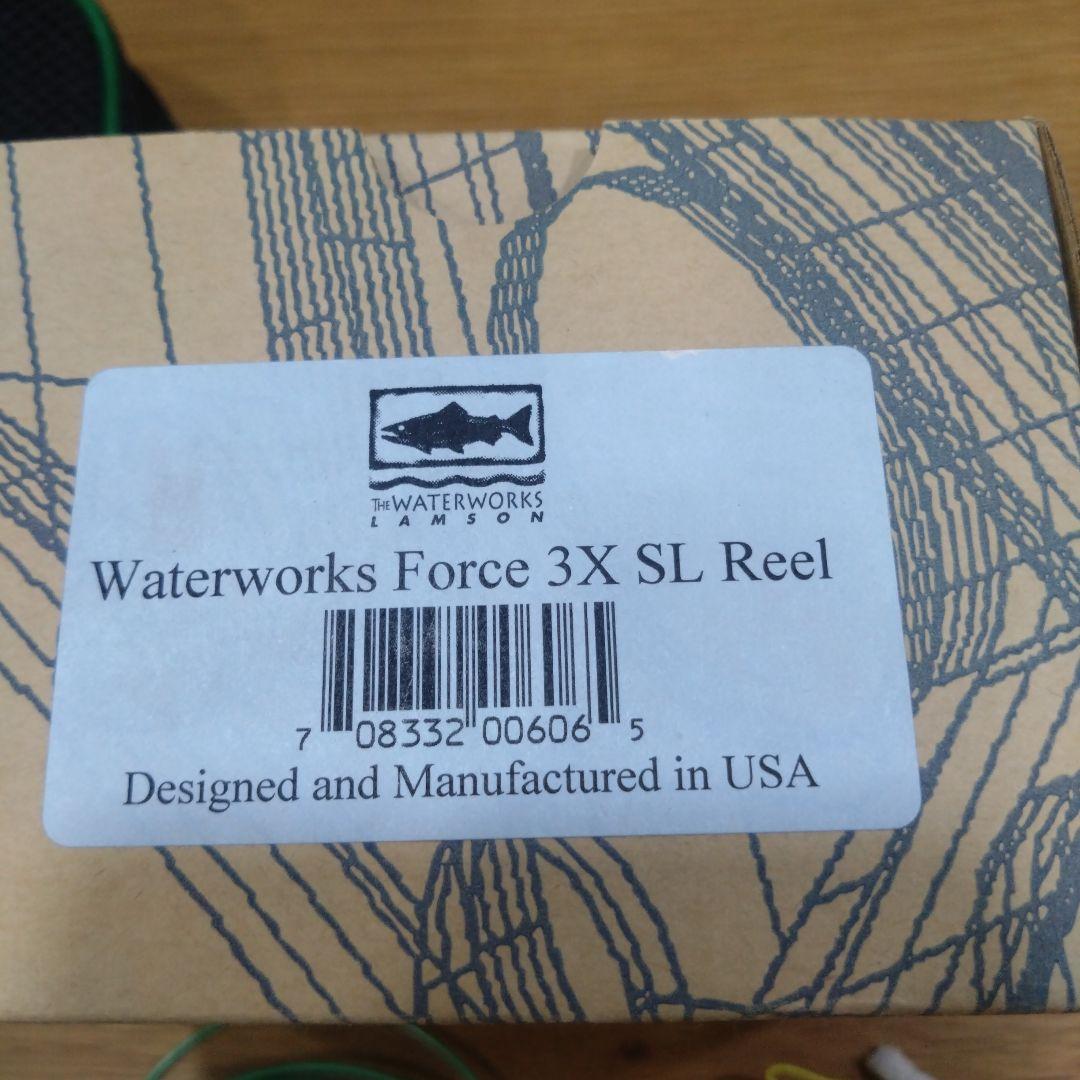 THE WATERWORKS
LAMSON
Waterworks Force 3X SL Reel
7 08332 00606 5
Designed and Manufactured in USA